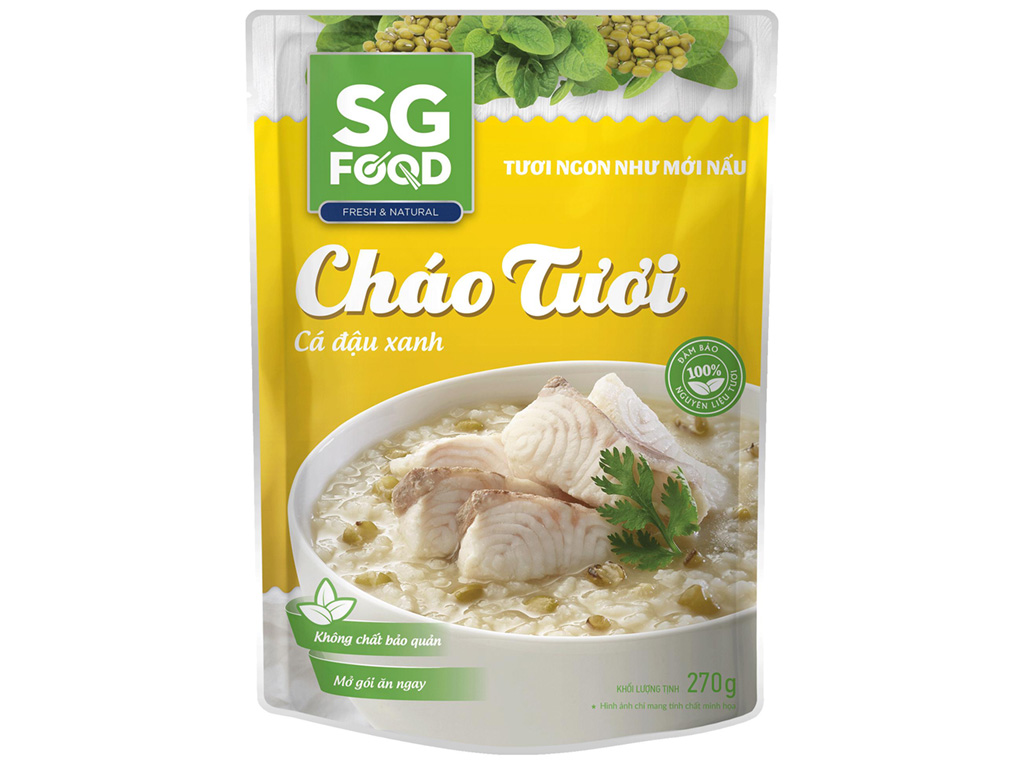 SG
FOOD
FRESH & NATURAL
TƯƠI NGON NHƯ MỚI NẤU
Cháo Tươi
Cá đậu xanh
ĐẢM BẢO
100%
NGUYÊN LIỆU TƯƠI
Không chất bảo quản
Mở gói ăn ngay
KHỐI LƯỢNG TỊNH : 270g
• Hình ảnh chỉ mang tính chất minh họa